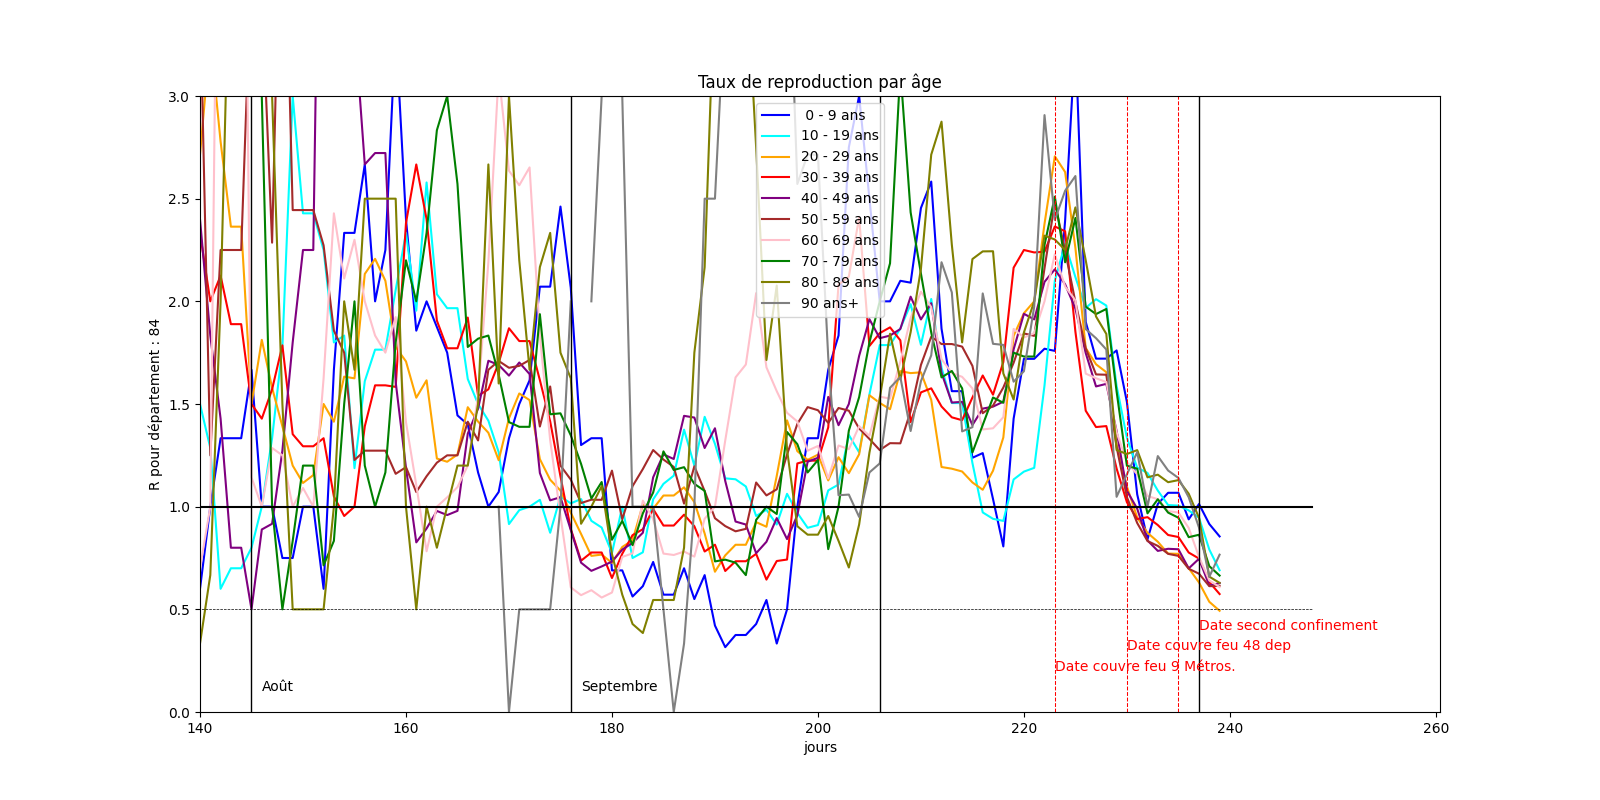 Taux de reproduction par âge
R pour département : 84
3.0
2.5
2.0
1.5
1.0
0.5
0.0
0 - 9 ans
10 - 19 ans
20 - 29 ans
30 - 39 ans
40 - 49 ans
50 - 59 ans
60 - 69 ans
70 - 79 ans
80 - 89 ans
90 ans+
Date second confinement
Date couvre feu 48 dep
Date couvre feu 9 Métros.
Août
Septembre
140
160
180
200
220
240
260
jours